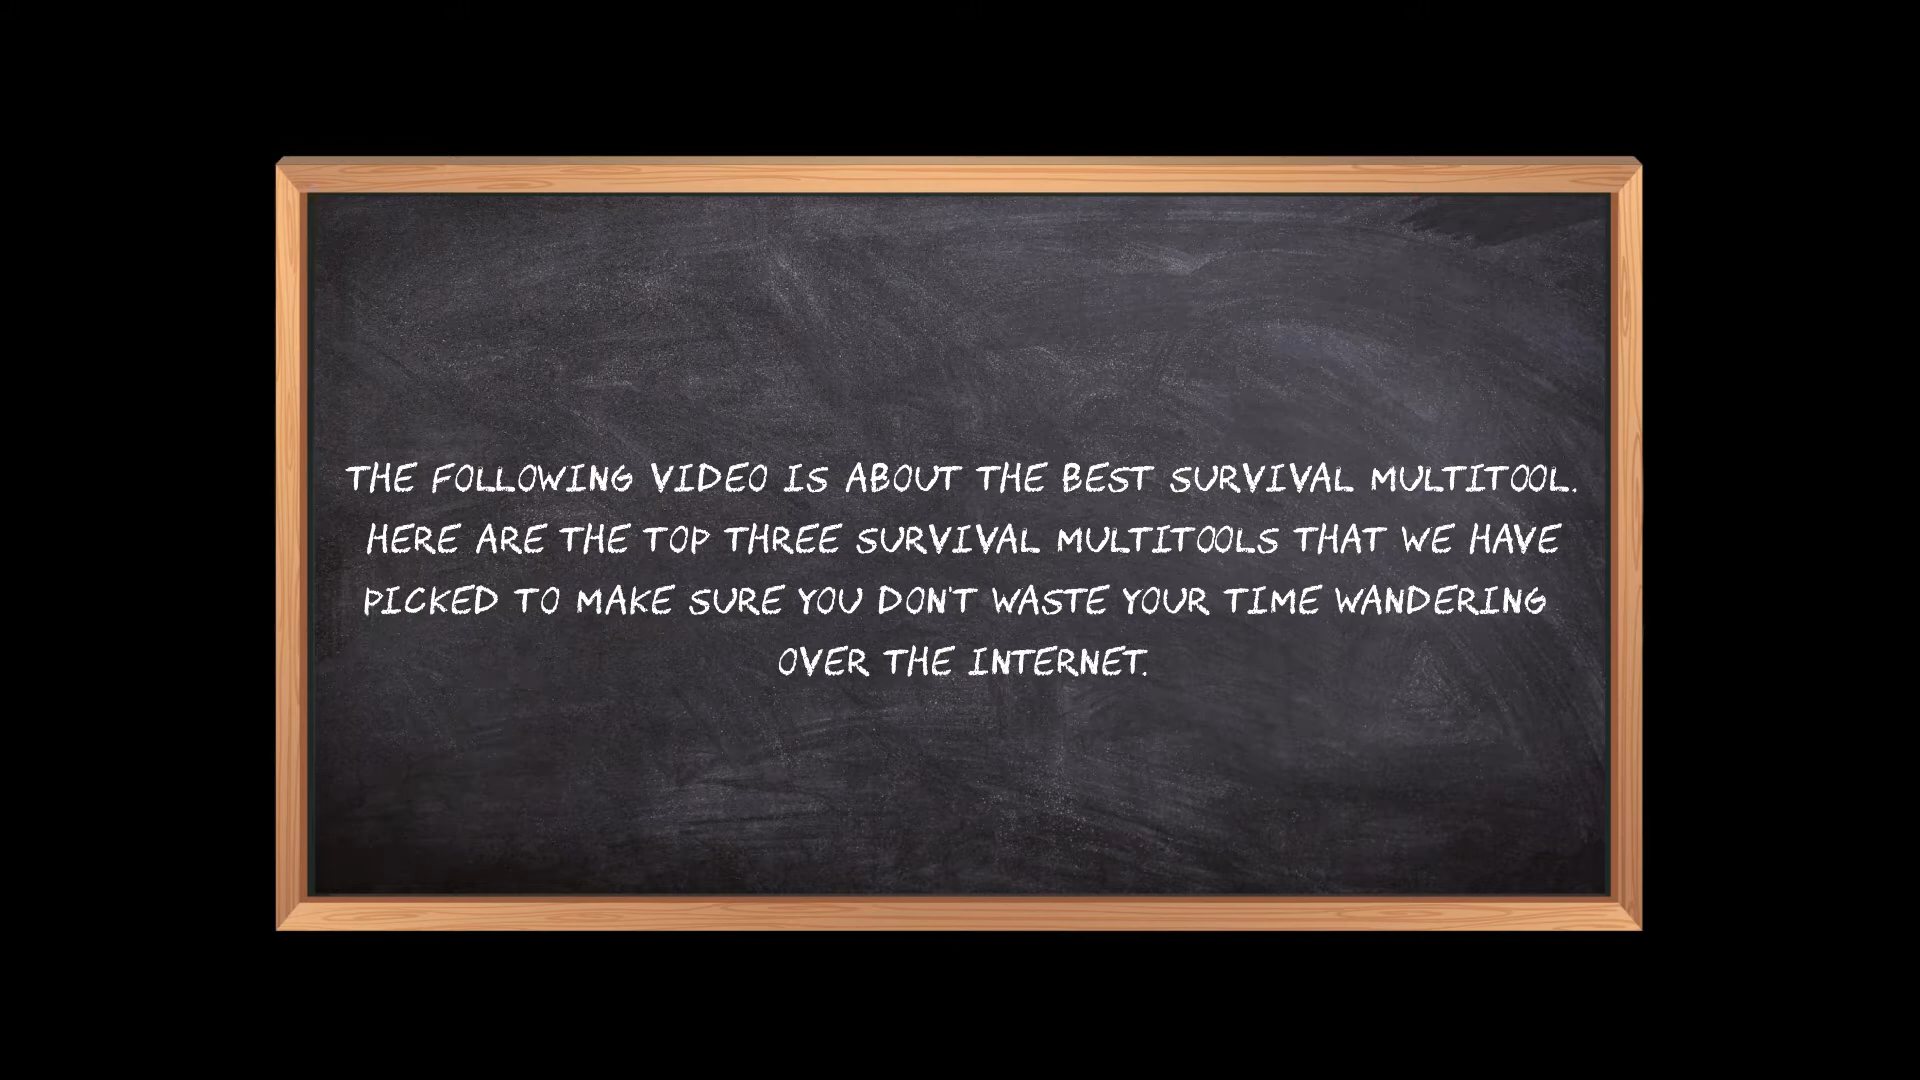 THE FOLLOWING VIDEO IS ABOUT THE BEST SURVIVAL MULTITOOL.
HERE ARE THE TOP THREE SURVIVAL MULTITOOLS THAT WE HAVE
PICKED TO MAKE SURE YOU DON'T WASTE YOUR TIME WANDERING
OVER THE INTERNET.